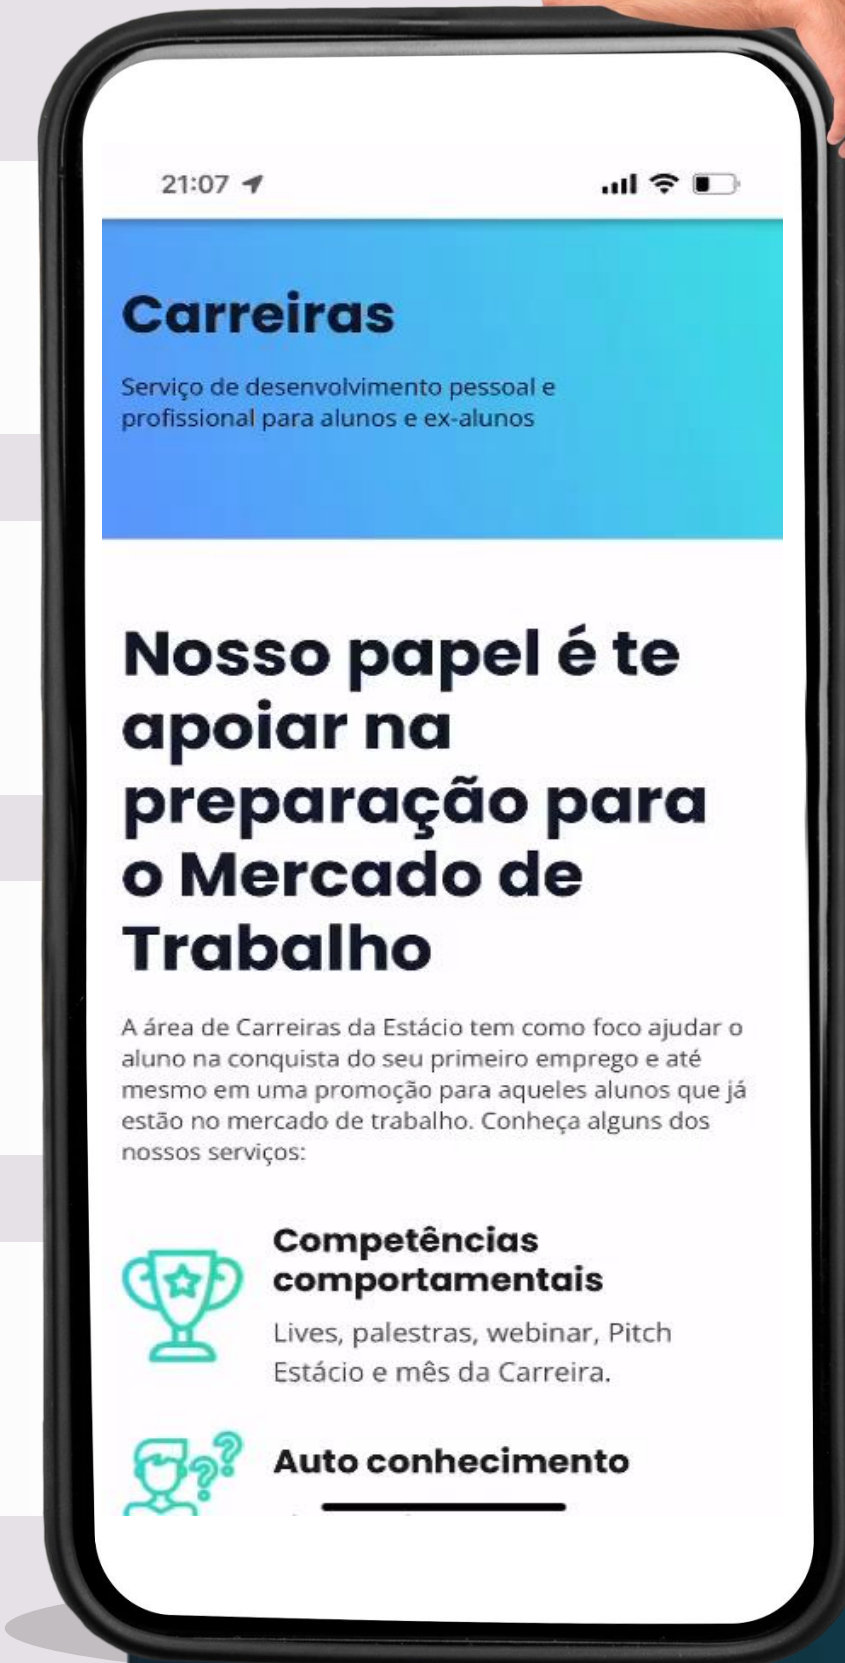 21:07
Carreiras
Serviço de desenvolvimento pessoal e
profissional para alunos e ex-alunos
Nosso papel é te
apoiar na
preparação para
o Mercado de
Trabalho
A área de Carreiras da Estácio tem como foco ajudar o
aluno na conquista do seu primeiro emprego e até
mesmo em uma promoção para aqueles alunos que já
estão no mercado de trabalho. Conheça alguns dos
nossos serviços:
Competências
comportamentais
Lives, palestras, webinar, Pitch
Estácio e mês da Carreira.
Auto conhecimento